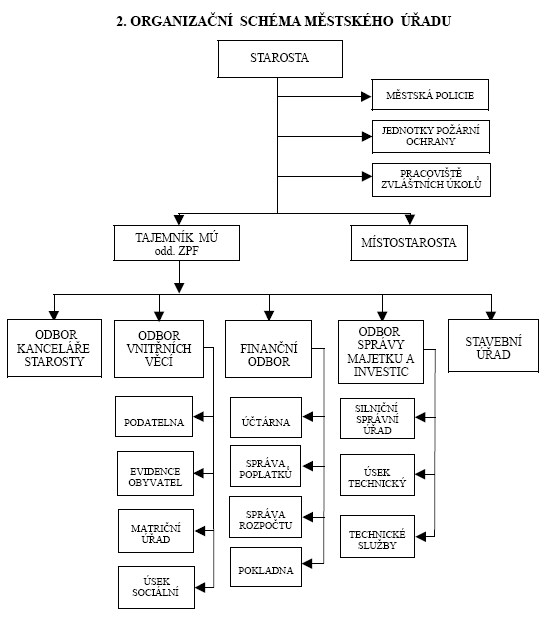 2. ORGANIZAČNÍ SCHÉMA MĚSTSKÉHO ÚŘADU
STAROSTA
MĚSTSKÁ POLICIE
JEDNOTKY POŽÁRNÍ
OCHRANY
PRACOVIŠTĚ
ZVLÁŠTNÍCH ÚKOLŮ
TAJEMNÍK MÚ
odd. ZPF
MÍSTOSTAROSTA
ODBOR
KANCELÁŘE
STAROSTY
ODBOR
VNITŘNÍCH
VĚCÍ
FINANČNÍ
ODBOR
ODBOR
SPRÁVY
MAJETKU A
INVESTIC
STAVEBNÍ
ÚŘAD
PODATELNA
EVIDENCE
OBYVATEL
MATRIČNÍ
ÚŘAD
ÚSEK
SOCIÁLNÍ
ÚČTÁRNA
SPRÁVA
POPLATKŮ
SPRÁVA
ROZPOČTU
POKLADNA
SILNIČNÍ
SPRÁVNÍ
ÚŘAD
ÚSEK
TECHNICKÝ
TECHNICKÉ
SLUŽBY